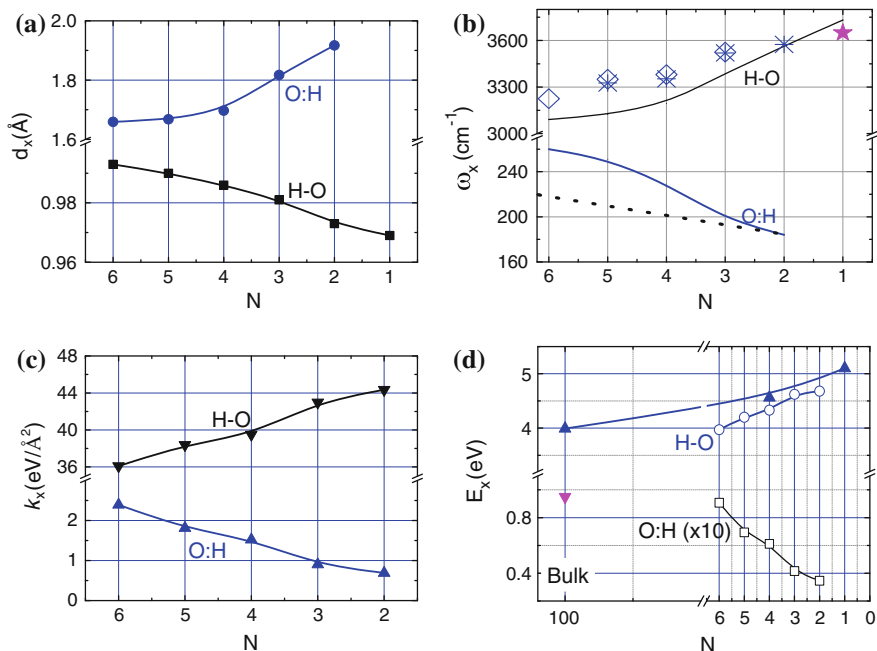 (a)
2.0
1.8
1.6
0.98
0.96
dₓ(Å)
O:H
H-O
6 5 4 3 2 1
N
(b)
3600
3300
3000
240
200
160
ωₓ (cm⁻¹)
H-O
O:H
6 5 4 3 2 1
N
(c)
48
44
40
36
2
1
0
kₓ(eV/Å²)
H-O
O:H
6 5 4 3 2
N
(d)
5
4
0.8
0.4
Eₓ(eV)
H-O
O:H (x10)
Bulk
100 6 5 4 3 2 1 0
N